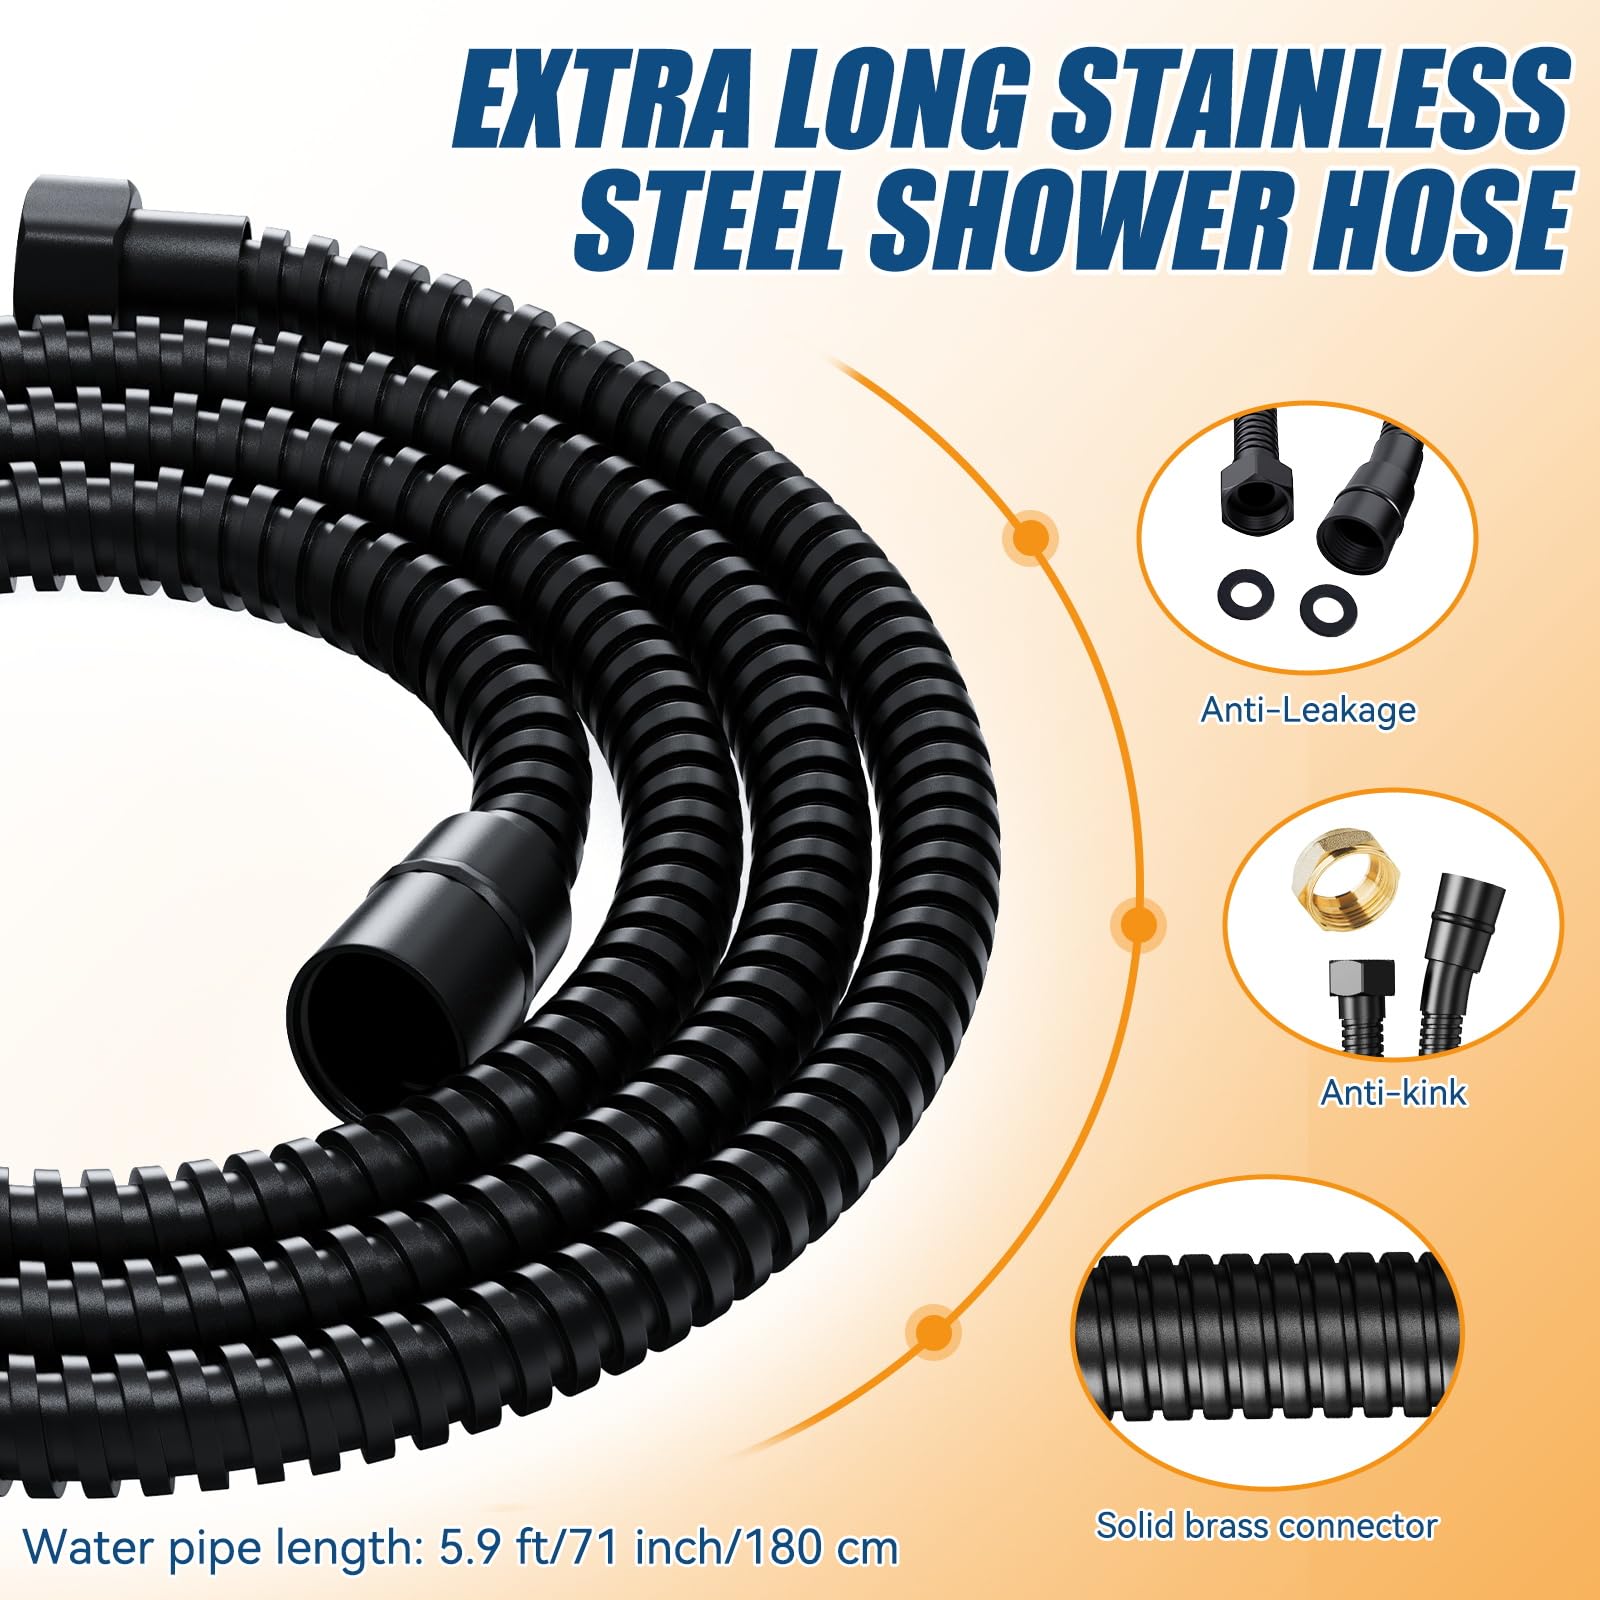 EXTRA LONG STAINLESS
STEEL SHOWER HOSE
Anti-Leakage
Anti-kink
Solid brass connector
Water pipe length: 5.9 ft/71 inch/180 cm